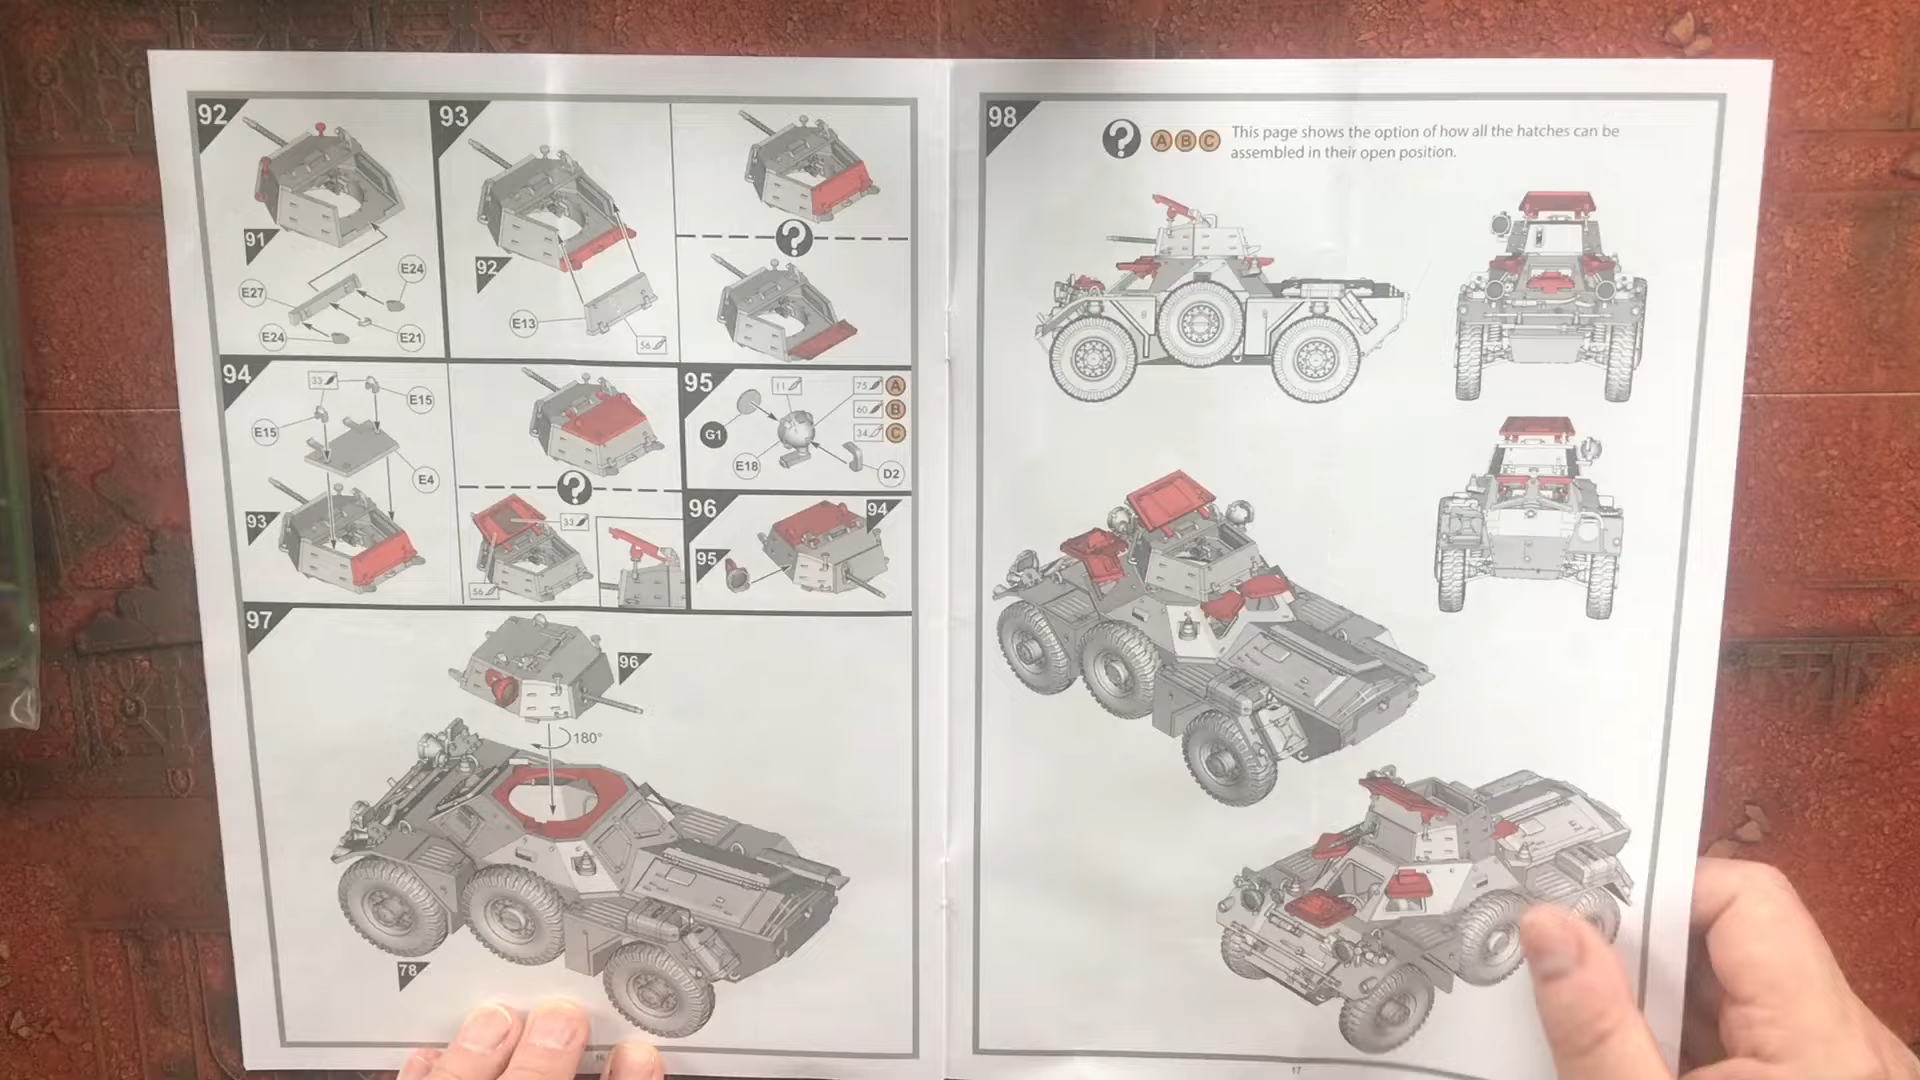 92
91
E27
E24
E24
E21
93
92
E13
56
94
33
E15
E15
E4
93
33
56
95
11
75 A
60 B
34 C
G1
E18
D2
96
94
95
97
96
180°
78
16
98
? A B C This page shows the option of how all the hatches can be
assembled in their open position.
17